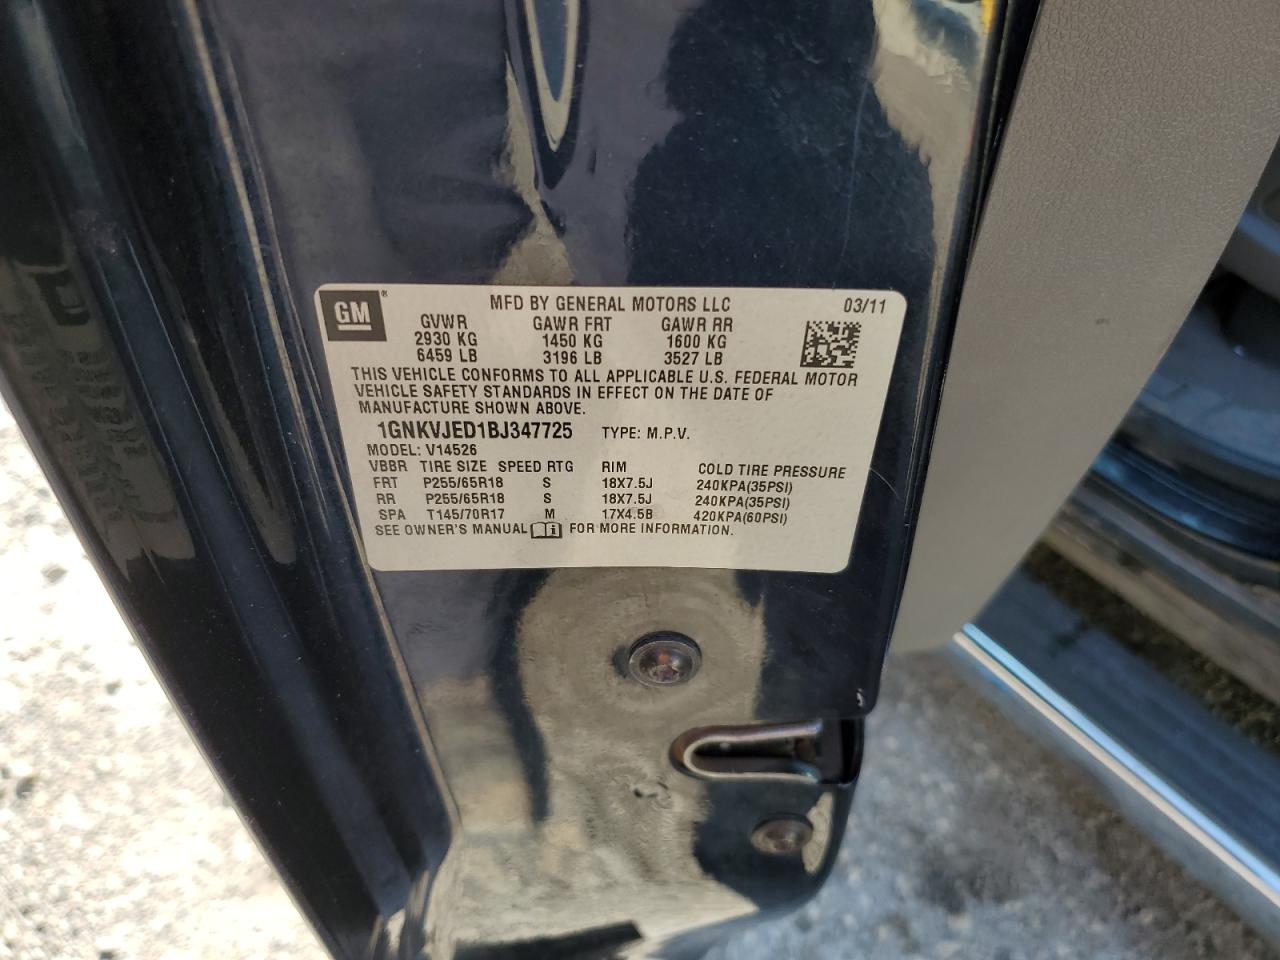 GM®
MFD BY GENERAL MOTORS LLC 03/11
GVWR GAWR FRT GAWR RR
2930 KG 1450 KG 1600 KG
6459 LB 3196 LB 3527 LB
THIS VEHICLE CONFORMS TO ALL APPLICABLE U.S. FEDERAL MOTOR
VEHICLE SAFETY STANDARDS IN EFFECT ON THE DATE OF
MANUFACTURE SHOWN ABOVE.
1GNKVJED1BJ347725 TYPE: M.P.V.
MODEL: V14526
VBBR TIRE SIZE SPEED RTG RIM COLD TIRE PRESSURE
FRT P255/65R18 S 18X7.5J 240KPA(35PSI)
RR P255/65R18 S 18X7.5J 240KPA(35PSI)
SPA T145/70R17 M 17X4.5B 420KPA(60PSI)
SEE OWNER'S MANUAL i FOR MORE INFORMATION.